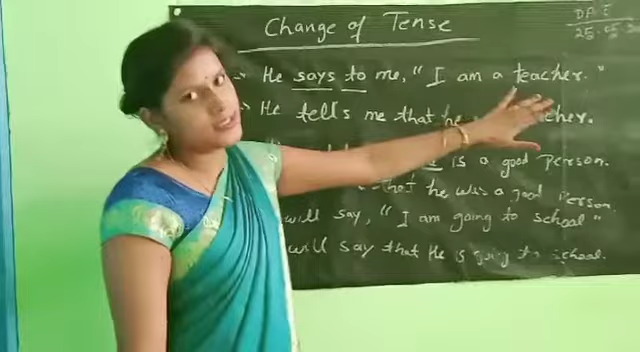 Change of Tense
DP E
25.05.
He says to me, "I am a teacher."
He tells me that he teacher.
is a good person.
that he was a good person.
will say, "I am going to school"
will say that He is going to school.